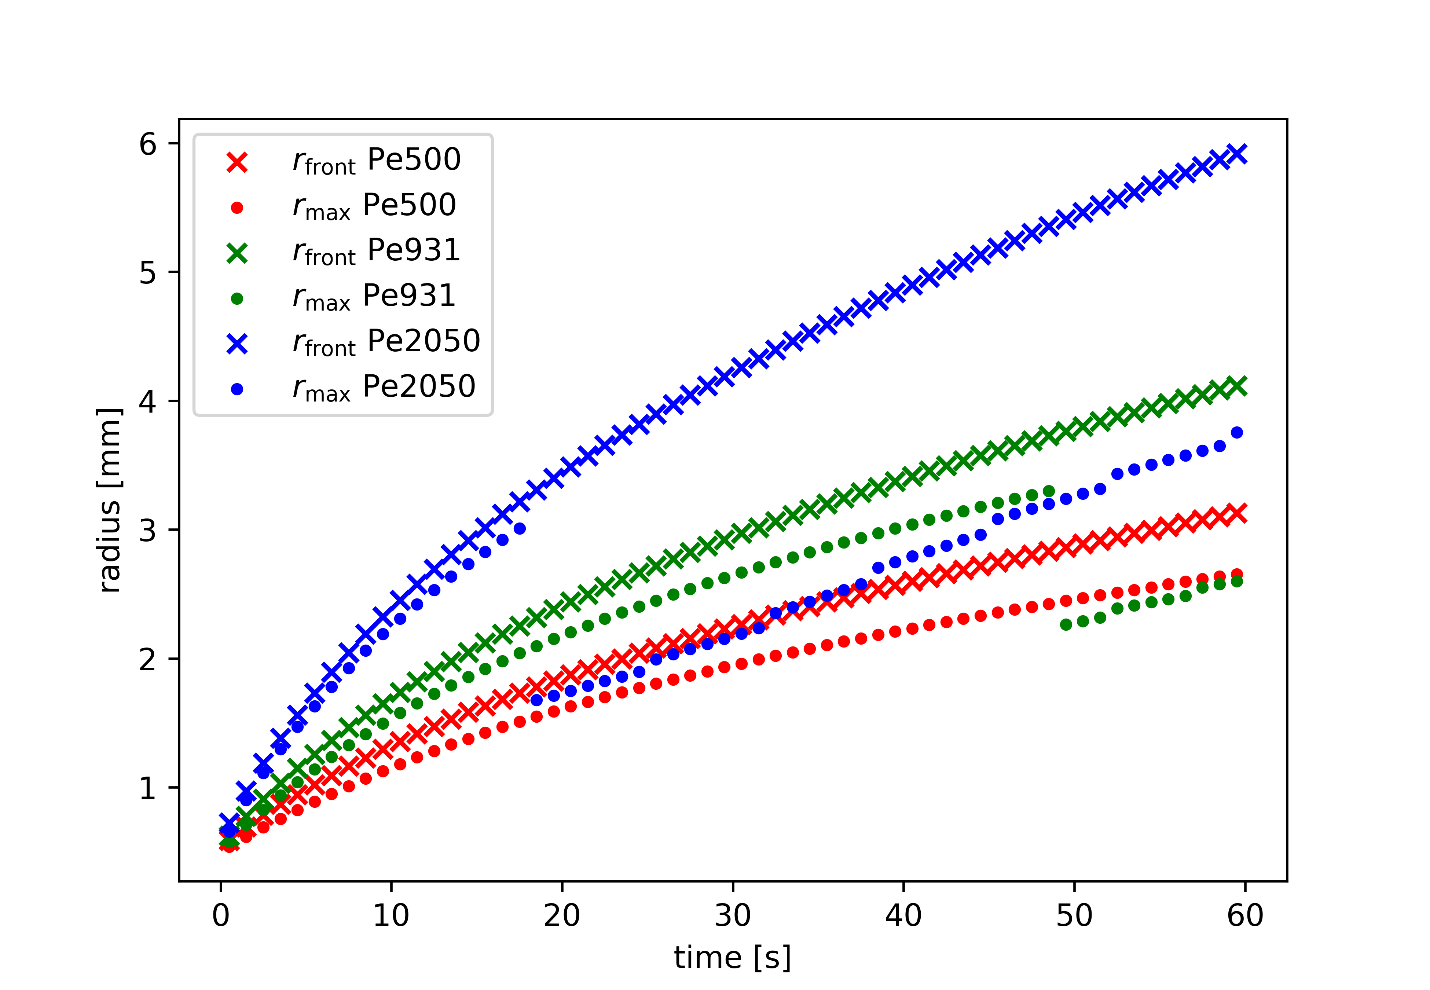 r_front Pe500
r_max Pe500
r_front Pe931
r_max Pe931
r_front Pe2050
r_max Pe2050
radius [mm]
6
5
4
3
2
1
0 10 20 30 40 50 60
time [s]